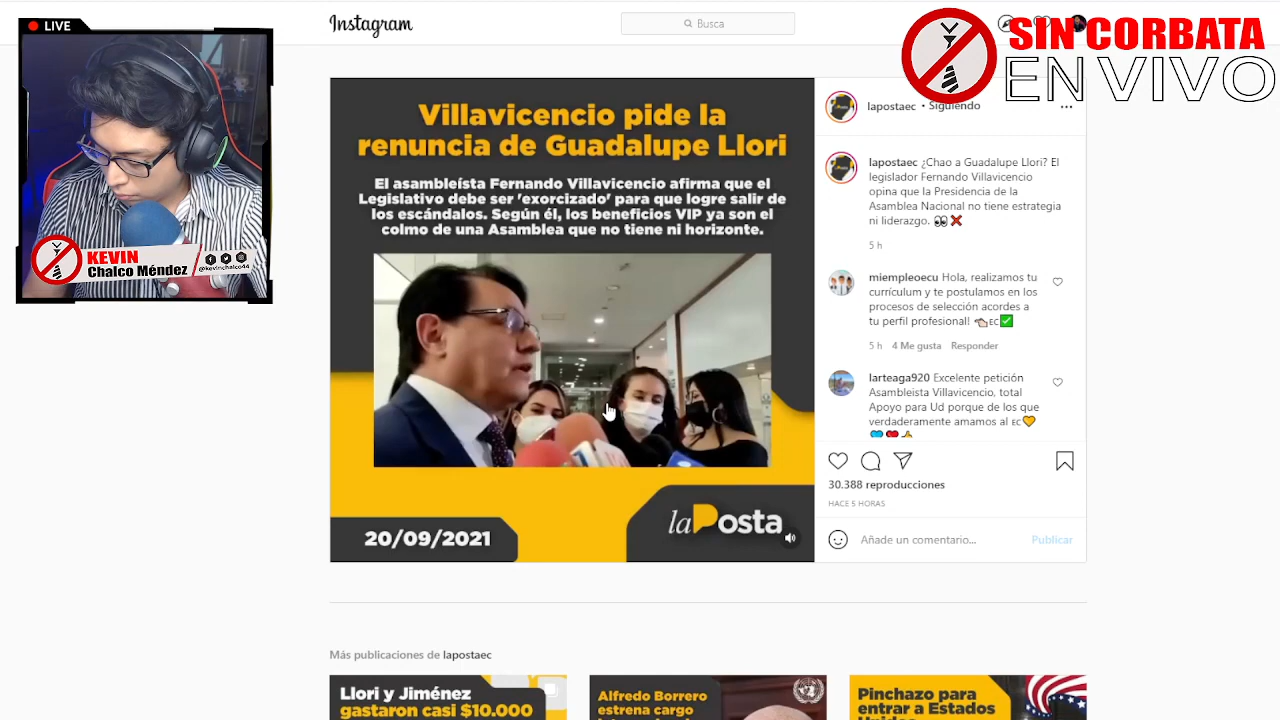 LIVE
KEVIN
Chalco Méndez
@kevinchalco44
Instagram
Busca
SIN CORBATA
EN VIVO
Villavicencio pide la
renuncia de Guadalupe Llori
El asambleísta Fernando Villavicencio afirma que el
Legislativo debe ser 'exorcizado' para que logre salir de
los escándalos. Según él, los beneficios VIP ya son el
colmo de una Asamblea que no tiene ni horizonte.
20/09/2021
laPosta
lapostaec • Siguiendo
lapostaec ¿Chao a Guadalupe Llori? El
legislador Fernando Villavicencio
opina que la Presidencia de la
Asamblea Nacional no tiene estrategia
ni liderazgo. 👀❌
5 h
miempleoecu Hola, realizamos tu
currículum y te postulamos en los
procesos de selección acordes a
tu perfil profesional! 👈🏻🇪🇨✅
5 h 4 Me gusta Responder
larteaga920 Excelente petición
Asambleista Villavicencio, total
Apoyo para Ud porque de los que
verdaderamente amamos al 🇪🇨💛
💙❤👍
30.388 reproducciones
HACE 5 HORAS
Añade un comentario...
Publicar
Más publicaciones de lapostaec
Llori y Jiménez
gastaron casi $10.000
Alfredo Borrero
estrena cargo
Pinchazo para
entrar a Estados